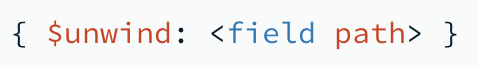 { $unwind: <field path> }